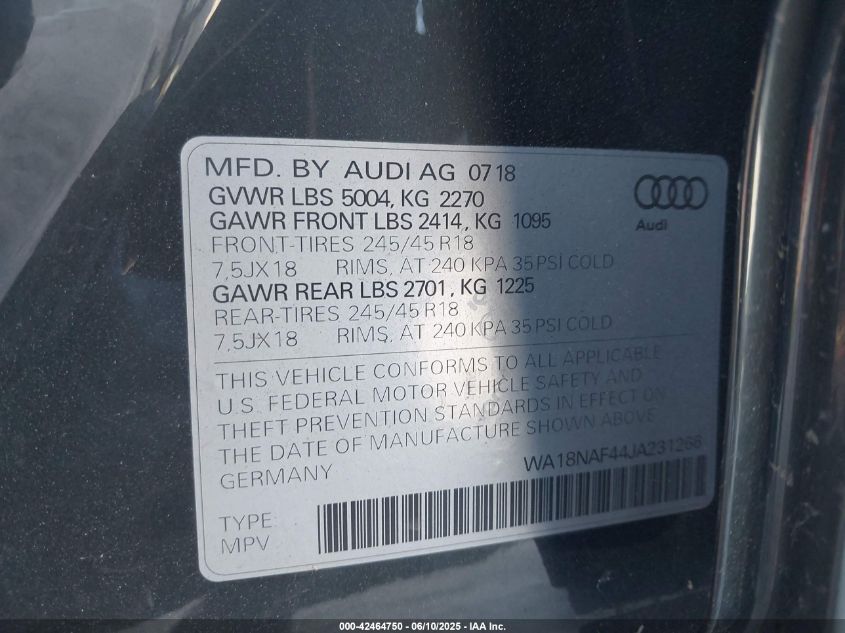 MFD. BY AUDI AG 0718
GVWR LBS 5004, KG 2270
GAWR FRONT LBS 2414, KG 1095
FRONT-TIRES 245/45 R18
7,5JX18 RIMS, AT 240 KPA 35 PSI COLD
GAWR REAR LBS 2701, KG 1225
REAR-TIRES 245/45 R18
7,5JX18 RIMS, AT 240 KPA 35 PSI COLD
Audi
THIS VEHICLE CONFORMS TO ALL APPLICABLE
U.S. FEDERAL MOTOR VEHICLE SAFETY AND
THEFT PREVENTION STANDARDS IN EFFECT ON
THE DATE OF MANUFACTURE SHOWN ABOVE
GERMANY
WA18NAF44JA231266
TYPE:
MPV
000-42464750 - 06/10/2025 - IAA Inc.